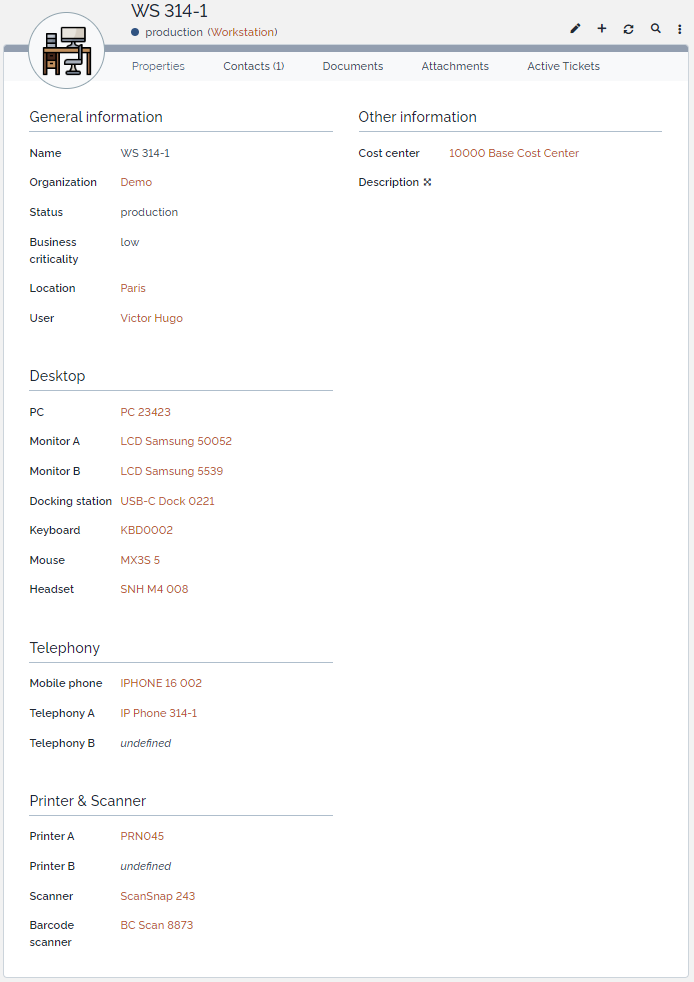 WS 314-1
production (Workstation)
Properties Contacts (1) Documents Attachments Active Tickets
General information
Name WS 314-1
Organization Demo
Status production
Business
criticality low
Location Paris
User Victor Hugo
Other information
Cost center 10000 Base Cost Center
Description
Desktop
PC PC 23423
Monitor A LCD Samsung 50052
Monitor B LCD Samsung 5539
Docking station USB-C Dock 0221
Keyboard KBD0002
Mouse MX3S 5
Headset SNH M4 008
Telephony
Mobile phone IPHONE 16 002
Telephony A IP Phone 314-1
Telephony B undefined
Printer & Scanner
Printer A PRN045
Printer B undefined
Scanner ScanSnap 243
Barcode
scanner BC Scan 8873